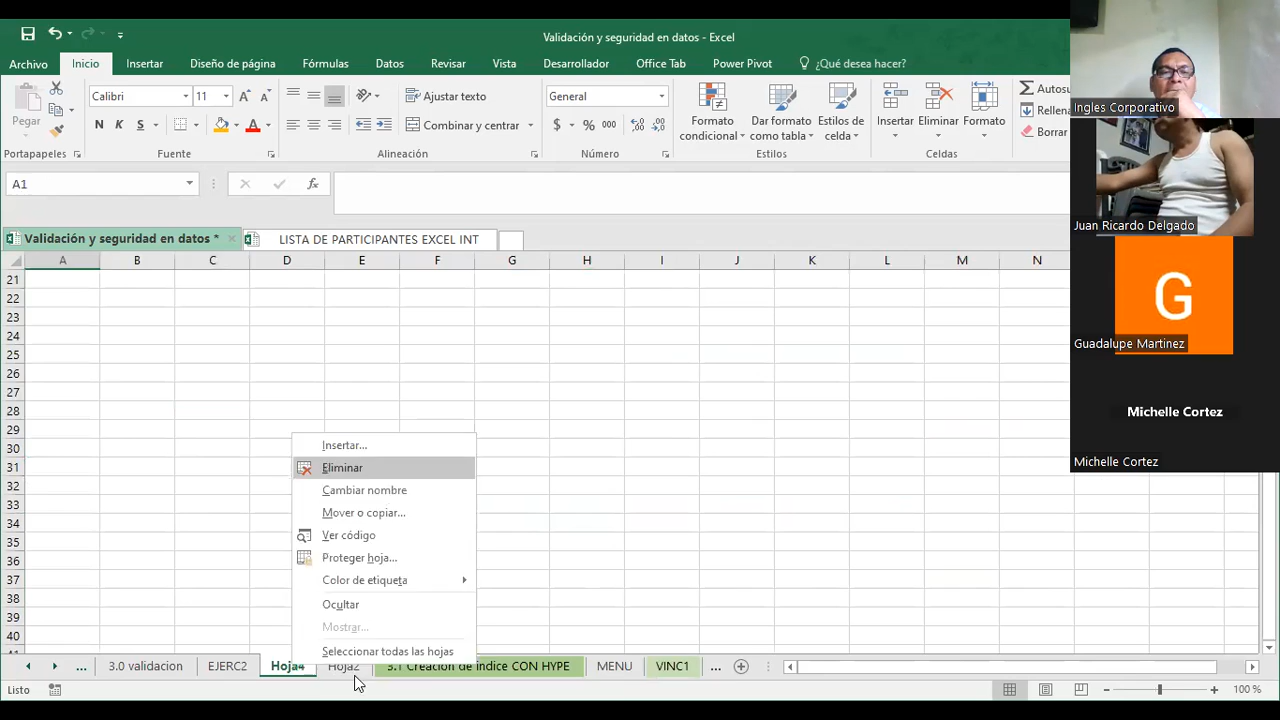 Validación y seguridad en datos - Excel
Archivo Inicio Insertar Diseño de página Fórmulas Datos Revisar Vista Desarrollador Office Tab Power Pivot ¿Qué desea hacer?
Pegar
Calibri 11
N K S
Ajustar texto
Combinar y centrar
General
$ % 000
Formato condicional
Dar formato como tabla
Estilos de celda
Insertar Eliminar Formato
Autosu
Rellena
Borrar
Portapapeles Fuente Alineación Número Estilos Celdas
A1
fx
Validación y seguridad en datos *
LISTA DE PARTICIPANTES EXCEL INT
A B C D E F G H I J K L M N
21
22
23
24
25
26
27
28
29
30
31
32
33
34
35
36
37
38
39
40
Insertar...
Eliminar
Cambiar nombre
Mover o copiar...
Ver código
Proteger hoja...
Color de etiqueta
Ocultar
Mostrar...
Seleccionar todas las hojas
... 3.0 validacion EJERC2 Hoja4 Hoja2 3.1 Creacion de indice CON HYPE MENU VINC1 ...
Listo
100 %
Ingles Corporativo
Juan Ricardo Delgado
G
Guadalupe Martinez
Michelle Cortez
Michelle Cortez